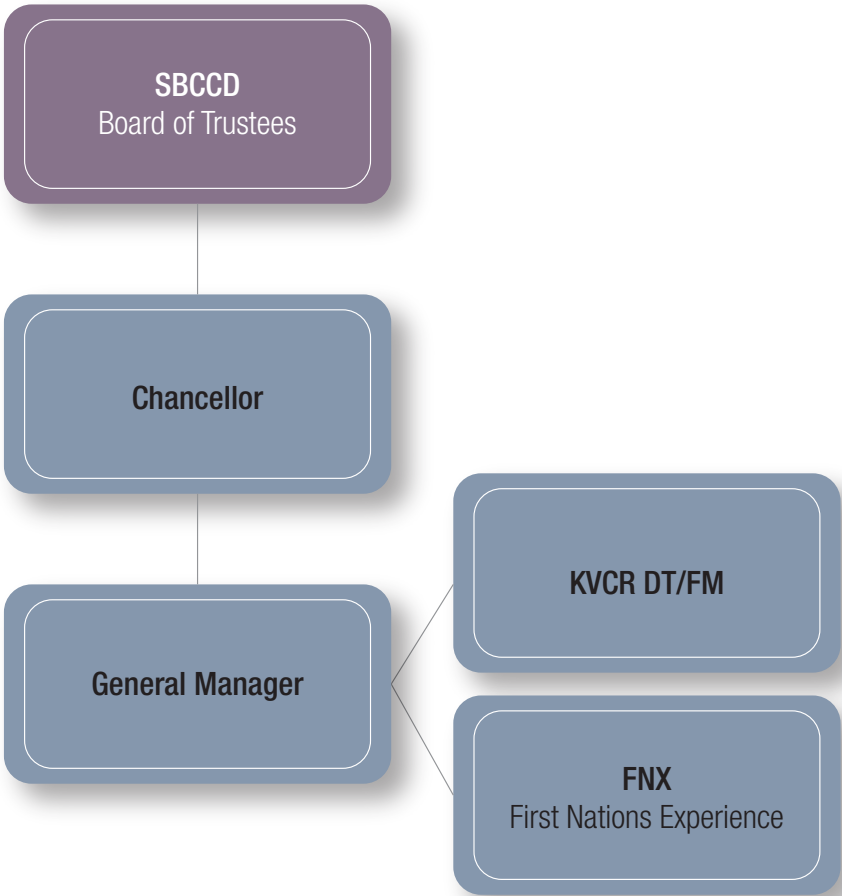 SBCCD
Board of Trustees
Chancellor
General Manager
KVCR DT/FM
FNX
First Nations Experience